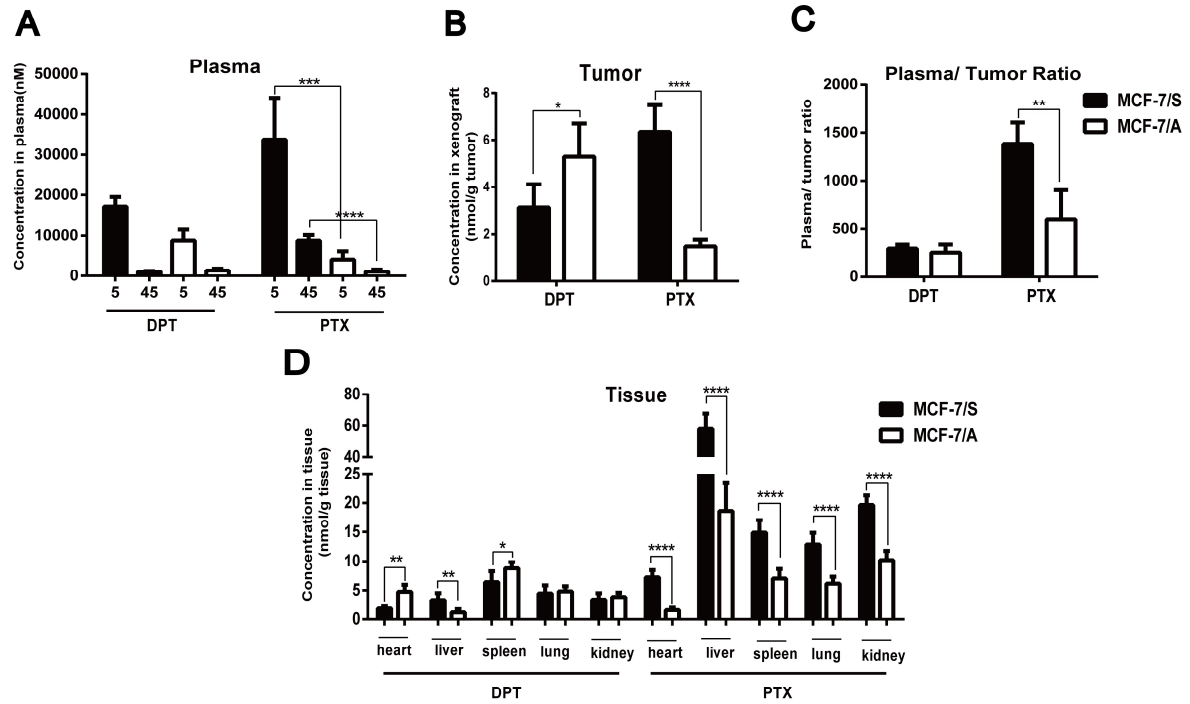 A
Plasma
Concentration in plasma(nM)
50000
40000
30000
20000
10000
0
***
****
5 45 5 45 5 45 5 45
DPT PTX
B
Tumor
Concentration in xenograft
(nmol/g tumor)
8
6
4
2
0
*
****
DPT PTX
C
Plasma/ Tumor Ratio
Plasma/ tumor ratio
2000
1500
1000
500
0
**
DPT PTX
MCF-7/S
MCF-7/A
D
Tissue
Concentration in tissue
(nmol/g tissue)
80
60
40
25
20
15
10
5
0
** ** * **** **** **** **** ****
heart liver spleen lung kidney heart liver spleen lung kidney
DPT PTX
MCF-7/S
MCF-7/A